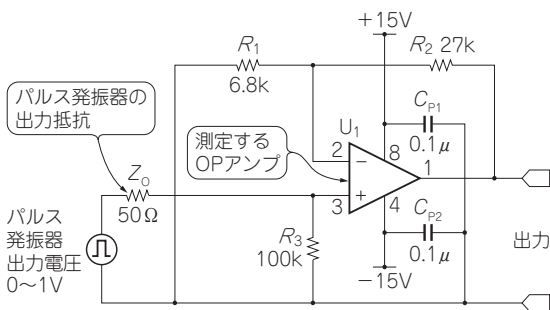 +15V
R1
6.8k
R2 27k
パルス発振器の
出力抵抗
測定する
OPアンプ
U1
CP1
0.1μ
2
−
8
1
+
3
4
ZO
50Ω
パルス
発振器
出力電圧
0～1V
R3
100k
CP2
0.1μ
−15V
出力